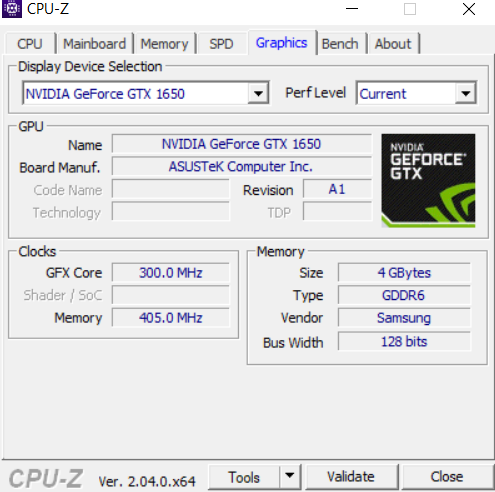 CPU-Z
CPU Mainboard Memory SPD Graphics Bench About
Display Device Selection
NVIDIA GeForce GTX 1650 Perf Level Current
GPU
Name NVIDIA GeForce GTX 1650
Board Manuf. ASUSTeK Computer Inc.
Code Name Revision A1
Technology TDP
NVIDIA
GEFORCE
GTX
Clocks
GFX Core 300.0 MHz
Shader / SoC
Memory 405.0 MHz
Memory
Size 4 GBytes
Type GDDR6
Vendor Samsung
Bus Width 128 bits
CPU-Z Ver. 2.04.0.x64 Tools Validate Close